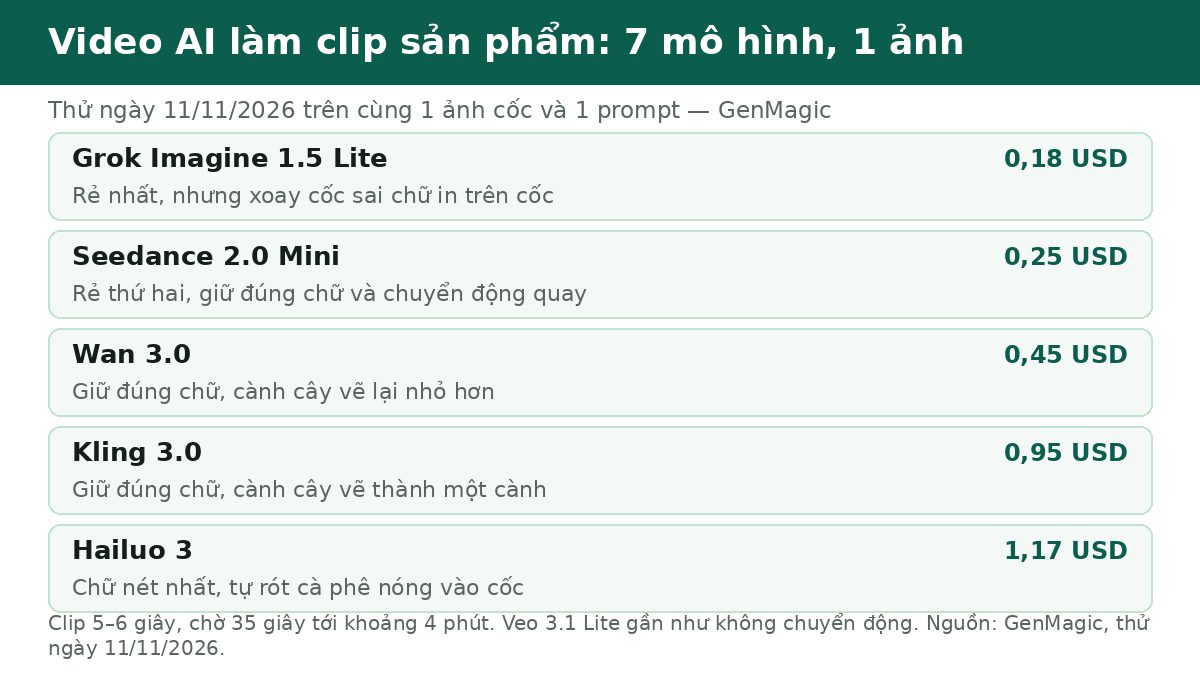 Video AI làm clip sản phẩm: 7 mô hình, 1 ảnh
Thử ngày 11/11/2026 trên cùng 1 ảnh cốc và 1 prompt — GenMagic
Grok Imagine 1.5 Lite
0,18 USD
Rẻ nhất, nhưng xoay cốc sai chữ in trên cốc
Seedance 2.0 Mini
0,25 USD
Rẻ thứ hai, giữ đúng chữ và chuyển động quay
Wan 3.0
0,45 USD
Giữ đúng chữ, cành cây vẽ lại nhỏ hơn
Kling 3.0
0,95 USD
Giữ đúng chữ, cành cây vẽ thành một cành
Hailuo 3
1,17 USD
Chữ nét nhất, tự rót cà phê nóng vào cốc
Clip 5–6 giây, chờ 35 giây tới khoảng 4 phút. Veo 3.1 Lite gần như không chuyển động. Nguồn: GenMagic, thử
ngày 11/11/2026.